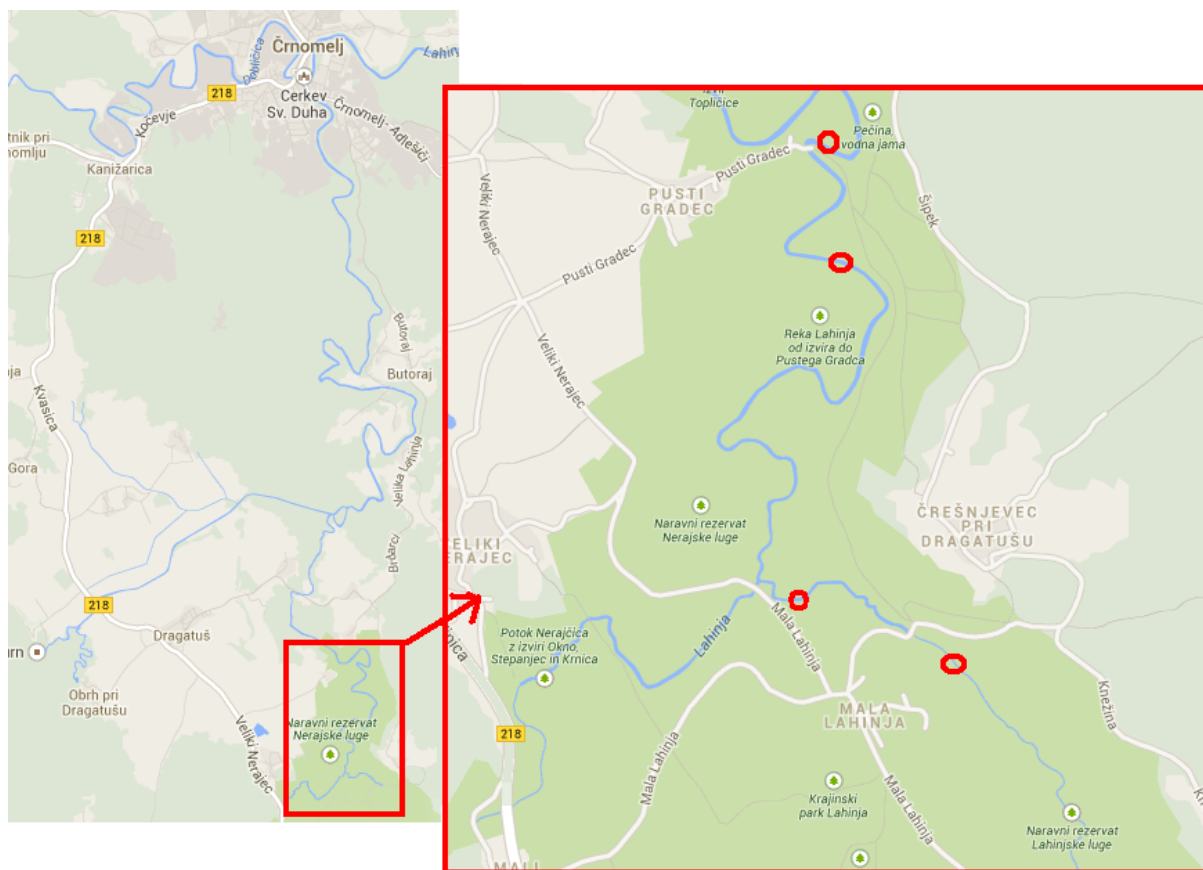 Črnomelj
Lahinja
Dobličica
218
Cerkev
Sv. Duha
Kočevje
Črnomelj - Adlešiči
tnik pri
nomlju
Kanižarica
218
Butoraj
Butoraj
Kvasica
Gora
Velika Lahinja
Brdarci
218
Dragatuš
Obrh pri
Dragatušu
Naravni rezervat
Nerajske luge
Veliki Nerajec
Izvir
Topličice
Pečina,
vodna jama
Pusti Gradec
Veliki Nerajec
PUSTI
GRADEC
Šipek
Pusti Gradec
Reka Lahinja
od izvira do
Pustega Gradca
Veliki Nerajec
Naravni rezervat
Nerajske luge
ČREŠNJEVEC
PRI
DRAGATUŠU
VELIKI
NERAJEC
Lahinja
Mala Lahinja
Potok Nerajčica
z izviri Okno,
Stepanjec in Krnica
Knežina
MALA
LAHINJA
218
Mala Lahinja
Mala Lahinja
Krajinski
park Lahinja
Naravni rezervat
Lahinjske luge
MALI